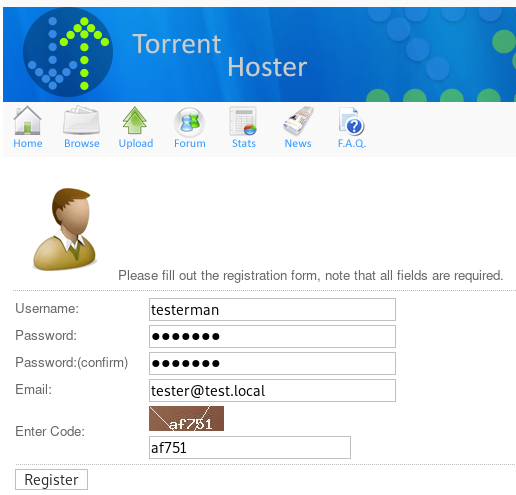 Torrent
Hoster
Home Browse Upload Forum Stats News F.A.Q.
Please fill out the registration form, note that all fields are required.
Username: testerman
Password: ●●●●●●●
Password:(confirm) ●●●●●●●
Email: tester@test.local
af751
Enter Code:
af751
Register